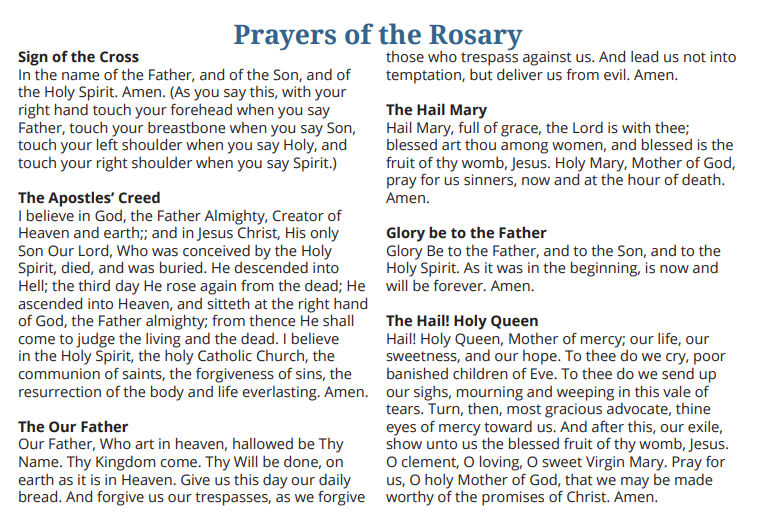 Prayers of the Rosary
Sign of the Cross
In the name of the Father, and of the Son, and of
the Holy Spirit. Amen. (As you say this, with your
right hand touch your forehead when you say
Father, touch your breastbone when you say Son,
touch your left shoulder when you say Holy, and
touch your right shoulder when you say Spirit.)
The Apostles’ Creed
I believe in God, the Father Almighty, Creator of
Heaven and earth;; and in Jesus Christ, His only
Son Our Lord, Who was conceived by the Holy
Spirit, died, and was buried. He descended into
Hell; the third day He rose again from the dead; He
ascended into Heaven, and sitteth at the right hand
of God, the Father almighty; from thence He shall
come to judge the living and the dead. I believe
in the Holy Spirit, the holy Catholic Church, the
communion of saints, the forgiveness of sins, the
resurrection of the body and life everlasting. Amen.
The Our Father
Our Father, Who art in heaven, hallowed be Thy
Name. Thy Kingdom come. Thy Will be done, on
earth as it is in Heaven. Give us this day our daily
bread. And forgive us our trespasses, as we forgive
those who trespass against us. And lead us not into
temptation, but deliver us from evil. Amen.
The Hail Mary
Hail Mary, full of grace, the Lord is with thee;
blessed art thou among women, and blessed is the
fruit of thy womb, Jesus. Holy Mary, Mother of God,
pray for us sinners, now and at the hour of death.
Amen.
Glory be to the Father
Glory Be to the Father, and to the Son, and to the
Holy Spirit. As it was in the beginning, is now and
will be forever. Amen.
The Hail! Holy Queen
Hail! Holy Queen, Mother of mercy; our life, our
sweetness, and our hope. To thee do we cry, poor
banished children of Eve. To thee do we send up
our sighs, mourning and weeping in this vale of
tears. Turn, then, most gracious advocate, thine
eyes of mercy toward us. And after this, our exile,
show unto us the blessed fruit of thy womb, Jesus.
O clement, O loving, O sweet Virgin Mary. Pray for
us, O holy Mother of God, that we may be made
worthy of the promises of Christ. Amen.